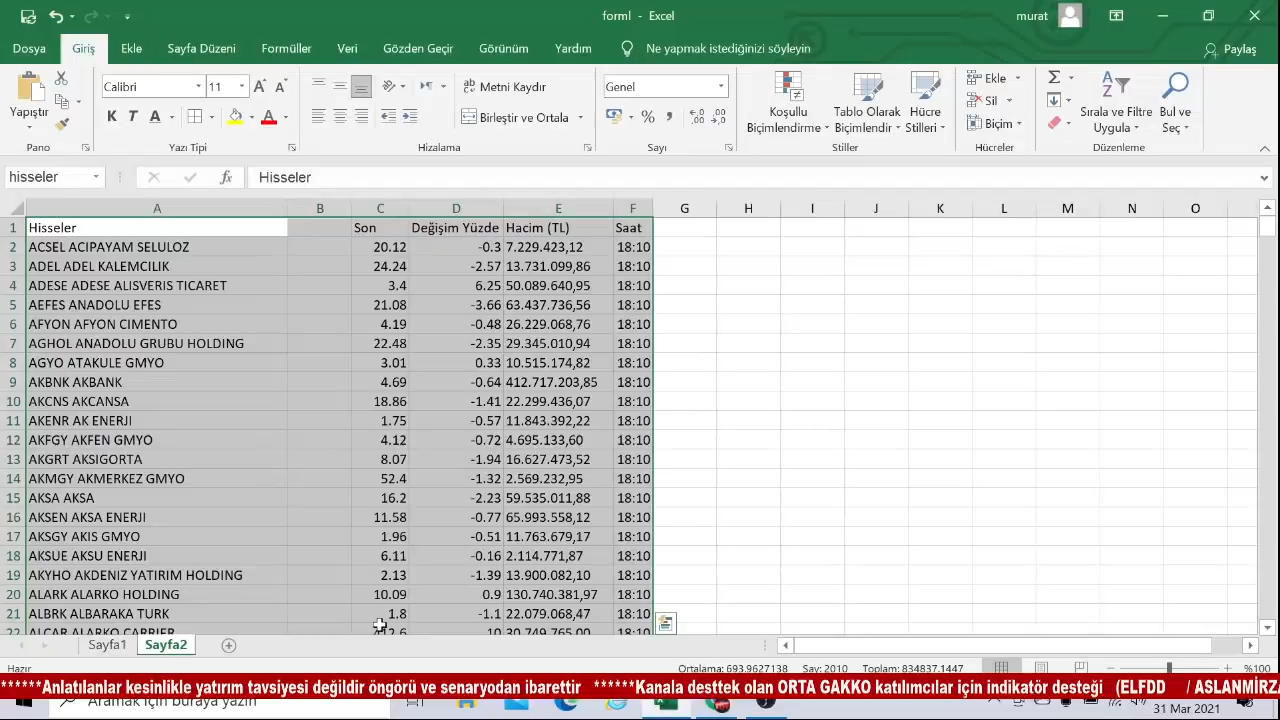 forml - Excel
murat
Dosya Giriş Ekle Sayfa Düzeni Formüller Veri Gözden Geçir Görünüm Yardım Ne yapmak istediğinizi söyleyin Paylaş
Yapıştır
Calibri 11
K T A
A A
Metni Kaydır
Birleştir ve Ortala
Genel
Koşullu Biçimlendirme
Tablo Olarak Biçimlendir
Hücre Stilleri
Ekle
Sil
Biçim
Sırala ve Filtre Uygula
Bul ve Seç
Pano Yazı Tipi Hizalama Sayı Stiller Hücreler Düzenleme
hisseler fx Hisseler
A B C D E F G H I J K L M N O
1 Hisseler Son Değişim Yüzde Hacim (TL) Saat
2 ACSEL ACIPAYAM SELULOZ 20.12 -0.3 7.229.423,12 18:10
3 ADEL ADEL KALEMCILIK 24.24 -2.57 13.731.099,86 18:10
4 ADESE ADESE ALISVERIS TICARET 3.4 6.25 50.089.640,95 18:10
5 AEFES ANADOLU EFES 21.08 -3.66 63.437.736,56 18:10
6 AFYON AFYON CIMENTO 4.19 -0.48 26.229.068,76 18:10
7 AGHOL ANADOLU GRUBU HOLDING 22.48 -2.35 29.345.010,94 18:10
8 AGYO ATAKULE GMYO 3.01 0.33 10.515.174,82 18:10
9 AKBNK AKBANK 4.69 -0.64 412.717.203,85 18:10
10 AKCNS AKCANSA 18.86 -1.41 22.299.436,07 18:10
11 AKENR AK ENERJI 1.75 -0.57 11.843.392,22 18:10
12 AKFGY AKFEN GMYO 4.12 -0.72 4.695.133,60 18:10
13 AKGRT AKSIGORTA 8.07 -1.94 16.627.473,52 18:10
14 AKMGY AKMERKEZ GMYO 52.4 -1.32 2.569.232,95 18:10
15 AKSA AKSA 16.2 -2.23 59.535.011,88 18:10
16 AKSEN AKSA ENERJI 11.58 -0.77 65.993.558,12 18:10
17 AKSGY AKIS GMYO 1.96 -0.51 11.763.679,17 18:10
18 AKSUE AKSU ENERJI 6.11 -0.16 2.114.771,87 18:10
19 AKYHO AKDENIZ YATIRIM HOLDING 2.13 -1.39 13.900.082,10 18:10
20 ALARK ALARKO HOLDING 10.09 0.9 130.740.381,97 18:10
21 ALBRK ALBARAKA TURK 1.8 -1.1 22.079.068,47 18:10
22 ALCAR ALARKO CARRIER 10 30.749.765,00 18:10
Sayfa1 Sayfa2
Hazır Ortalama: 693.9627138 Say: 2010 Toplam: 834837.1447 %100
******Anlatılanlar kesinlikle yatırım tavsiyesi değildir öngörü ve senaryodan ibarettir ******Kanala desttek olan ORTA GAKKO katılımcılar için indikatör desteği (ELFDD / ASLANMİRZA
Aramak için buraya yazın
31 Mar 2021